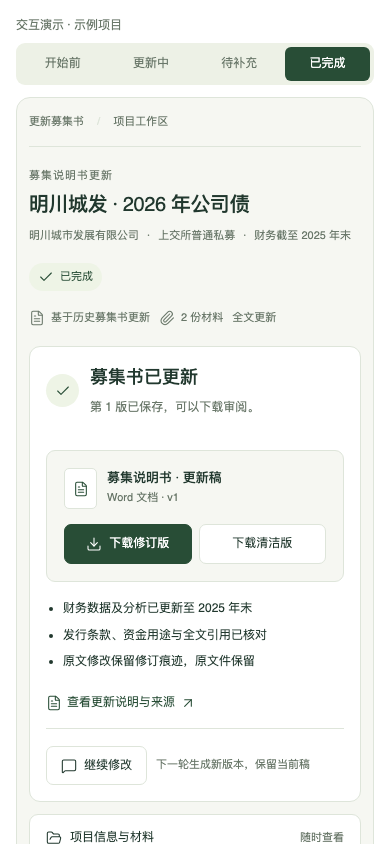 交互演示 · 示例项目
开始前 更新中 待补充 已完成
更新募集书 / 项目工作区
募集说明书更新
明川城发 · 2026 年公司债
明川城市发展有限公司 · 上交所普通私募 · 财务截至 2025 年末
已完成
基于历史募集书更新 2 份材料 全文更新
募集书已更新
第 1 版已保存，可以下载审阅。
募集说明书 · 更新稿
Word 文档 · v1
下载修订版 下载清洁版
• 财务数据及分析已更新至 2025 年末
• 发行条款、资金用途与全文引用已核对
• 原文修改保留修订痕迹，原文件保留
查看更新说明与来源
继续修改 下一轮生成新版本，保留当前稿
项目信息与材料 随时查看